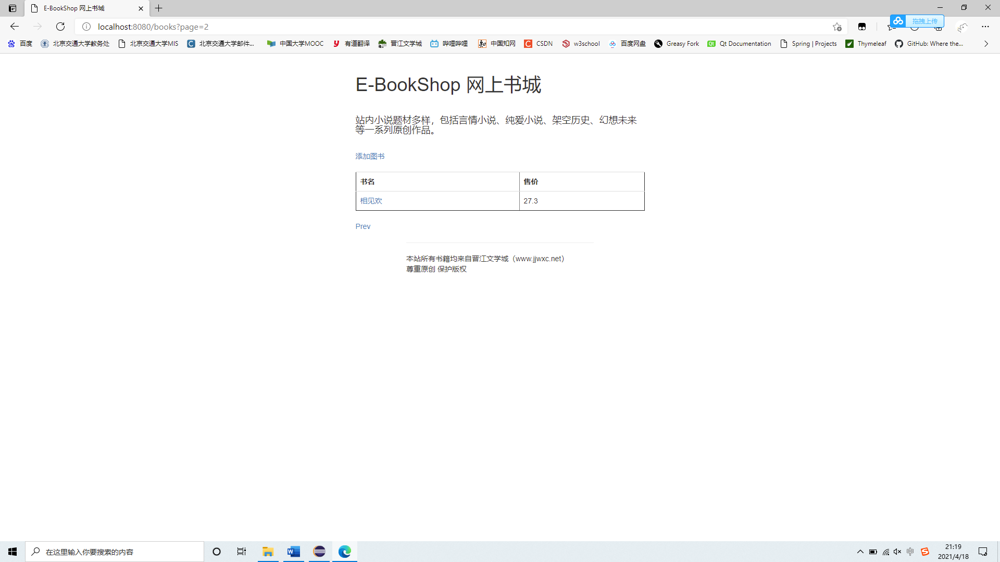 E-BookShop 网上书城
localhost:8080/books?page=2
拖拽上传
百度
北京交通大学教务处
北京交通大学MIS
北京交通大学邮件...
中国大学MOOC
有道翻译
晋江文学城
哔哩哔哩
中国知网
CSDN
w3school
百度网盘
Greasy Fork
Qt Documentation
Spring | Projects
Thymeleaf
GitHub: Where the...
E-BookShop 网上书城
站内小说题材多样，包括言情小说、纯爱小说、架空历史、幻想未来
等一系列原创作品。
添加图书
书名 售价
相见欢 27.3
Prev
本站所有书籍均来自晋江文学城（www.jjwxc.net）
尊重原创 保护版权
在这里输入你要搜索的内容
中
21:19
2021/4/18